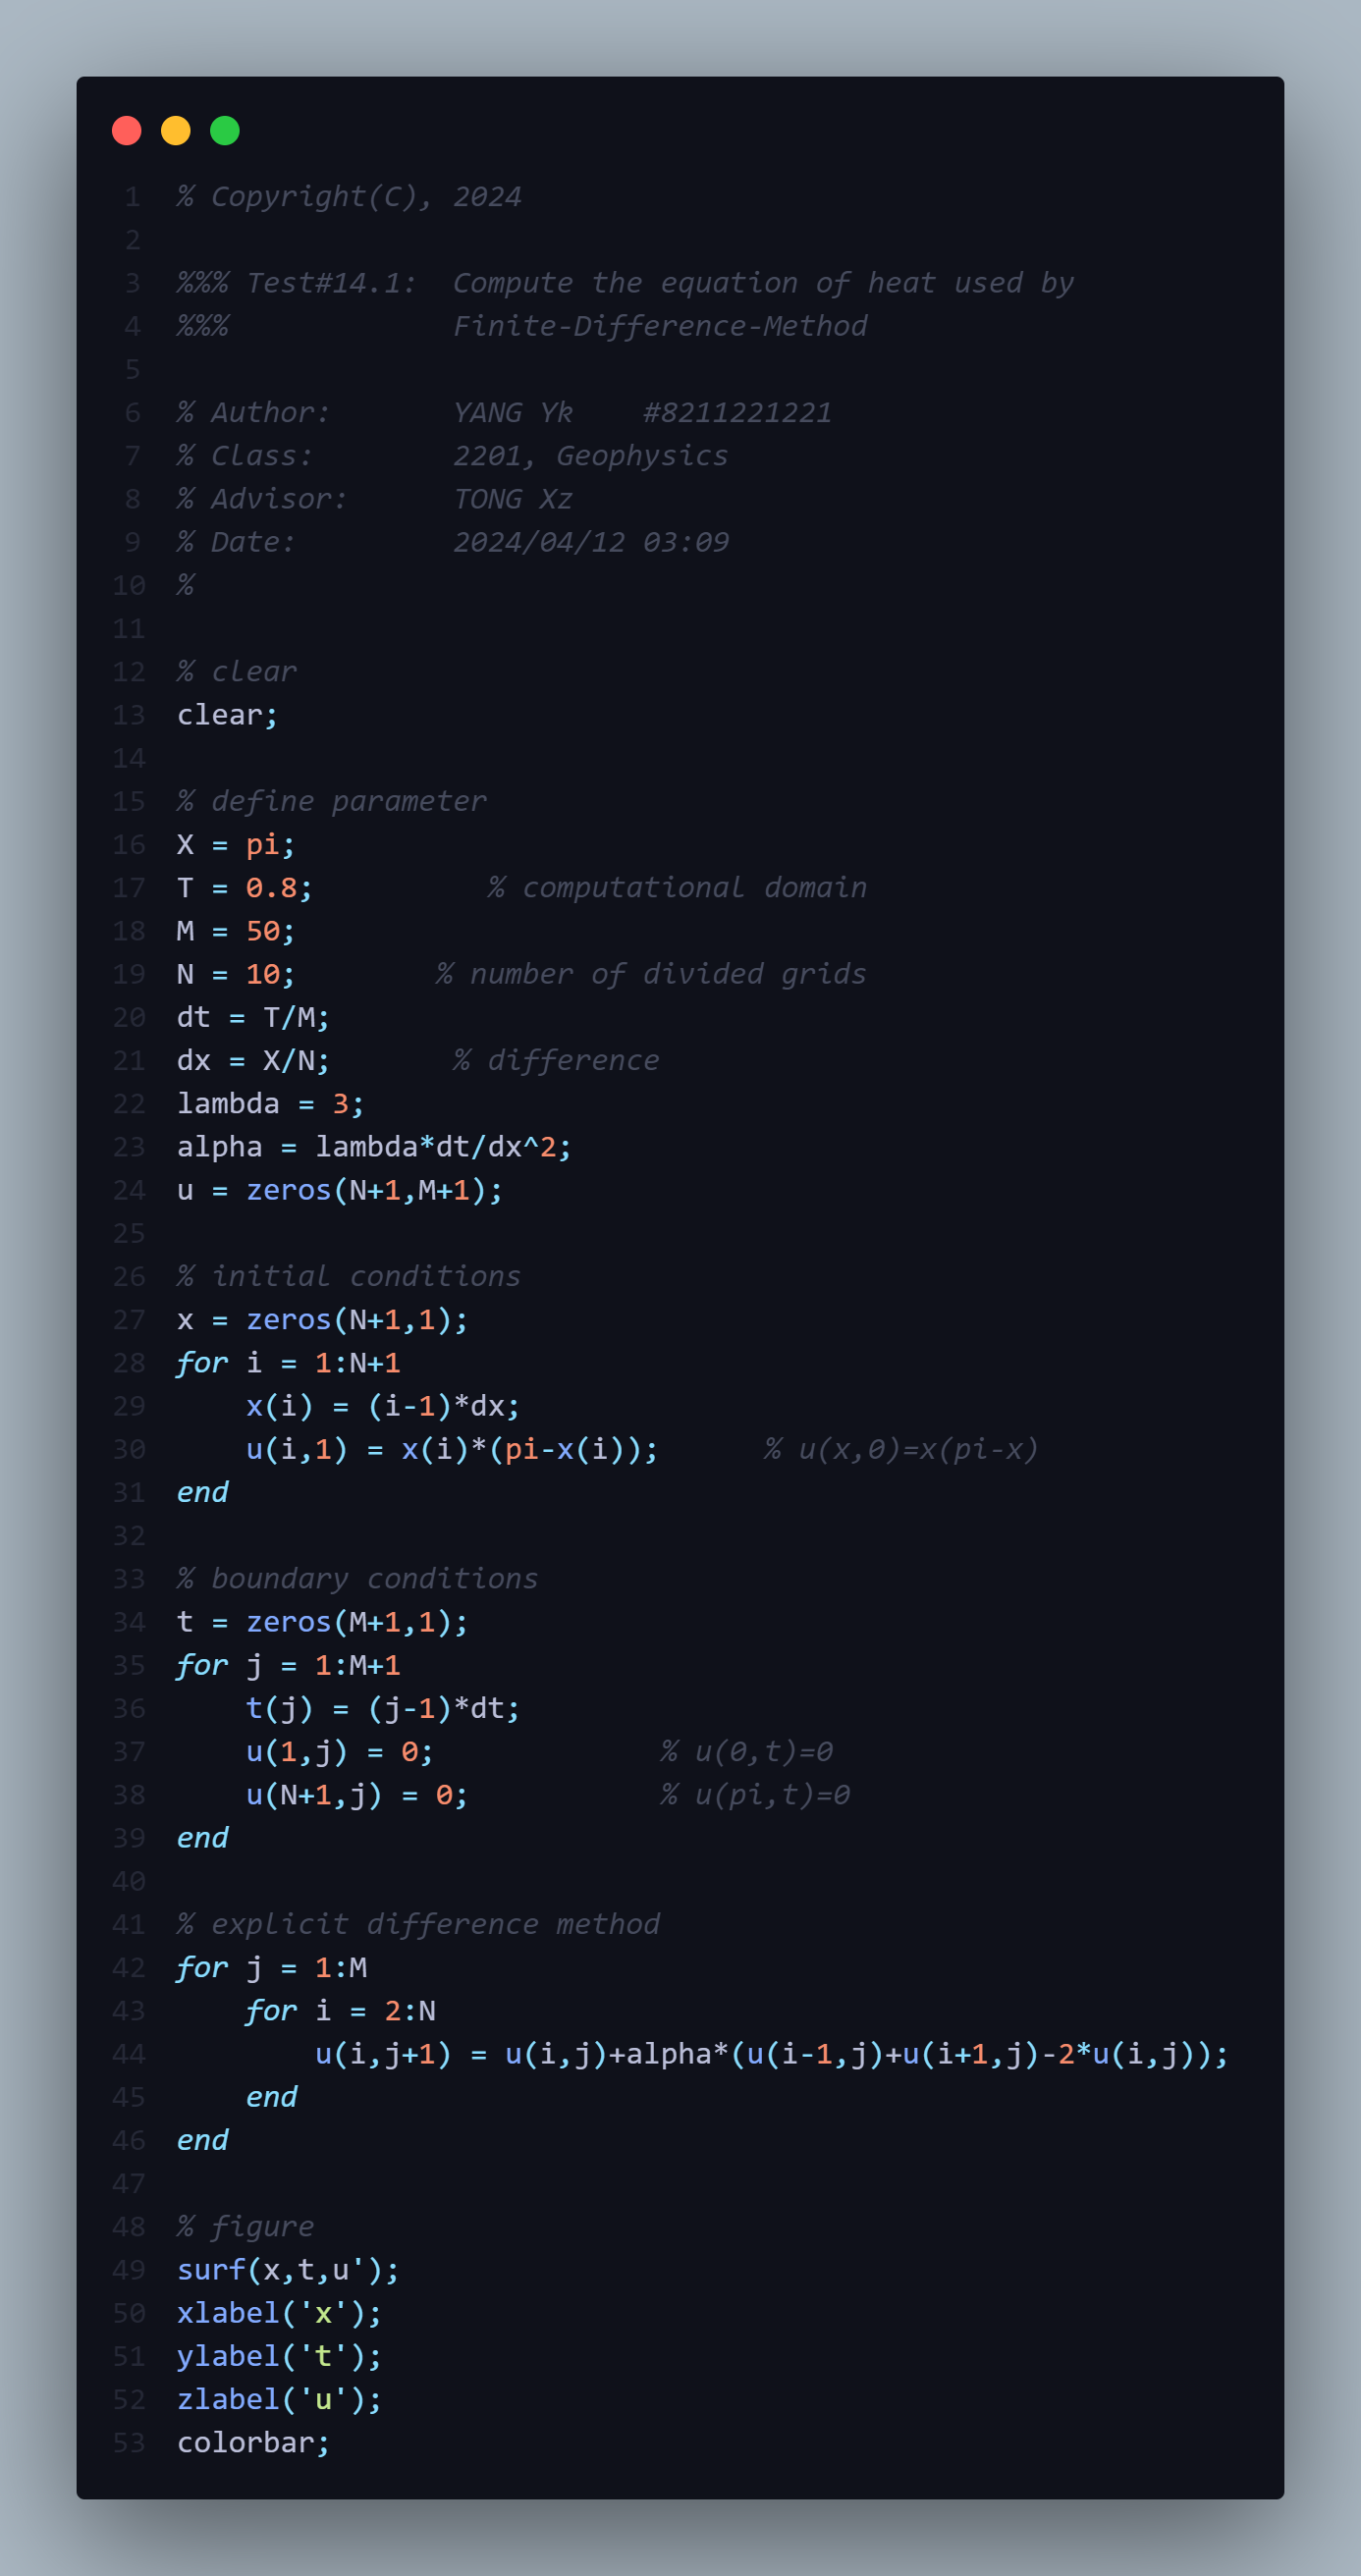 1 % Copyright(C), 2024
2
3 %%% Test#14.1:  Compute the equation of heat used by
4 %%%             Finite-Difference-Method
5
6 % Author:       YANG Yk    #8211221221
7 % Class:        2201, Geophysics
8 % Advisor:      TONG Xz
9 % Date:         2024/04/12 03:09
10 %
11
12 % clear
13 clear;
14
15 % define parameter
16 X = pi;
17 T = 0.8;          % computational domain
18 M = 50;
19 N = 10;        % number of divided grids
20 dt = T/M;
21 dx = X/N;       % difference
22 lambda = 3;
23 alpha = lambda*dt/dx^2;
24 u = zeros(N+1,M+1);
25
26 % initial conditions
27 x = zeros(N+1,1);
28 for i = 1:N+1
29     x(i) = (i-1)*dx;
30     u(i,1) = x(i)*(pi-x(i));      % u(x,0)=x(pi-x)
31 end
32
33 % boundary conditions
34 t = zeros(M+1,1);
35 for j = 1:M+1
36     t(j) = (j-1)*dt;
37     u(1,j) = 0;             % u(0,t)=0
38     u(N+1,j) = 0;           % u(pi,t)=0
39 end
40
41 % explicit difference method
42 for j = 1:M
43     for i = 2:N
44         u(i,j+1) = u(i,j)+alpha*(u(i-1,j)+u(i+1,j)-2*u(i,j));
45     end
46 end
47
48 % figure
49 surf(x,t,u');
50 xlabel('x');
51 ylabel('t');
52 zlabel('u');
53 colorbar;